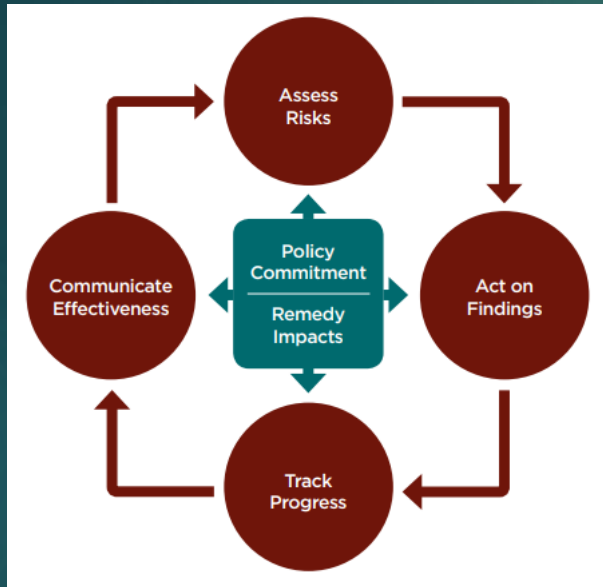 Assess
Risks
Policy
Commitment
Communicate
Effectiveness
Act on
Findings
Remedy
Impacts
Track
Progress